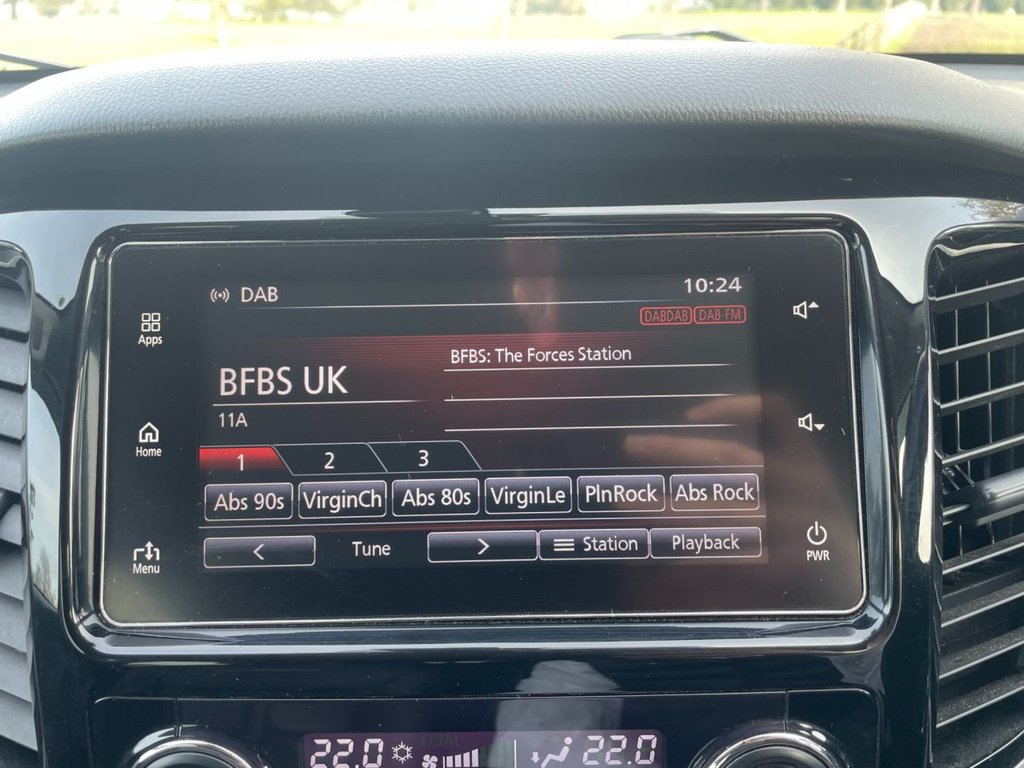 DAB 10:24
DABDAB DAB-FM
Apps
BFBS: The Forces Station
BFBS UK
11A
Home
1 2 3
Abs 90s VirginCh Abs 80s VirginLe PlnRock Abs Rock
< Tune > Station Playback
Menu PWR
DUAL
22.0 22.0